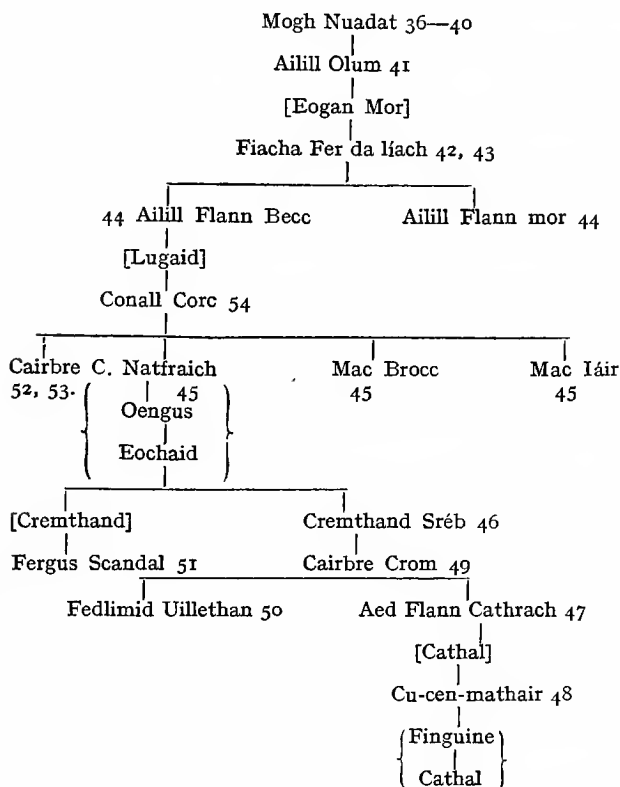 Mogh Nuadat 36—40
Ailill Olum 41
[Eogan Mor]
Fiacha Fer da líach 42, 43
44 Ailill Flann Becc Ailill Flann mor 44
[Lugaid]
Conall Corc 54
Cairbre C. Natfraich Mac Brocc Mac Iáir
52, 53. 45 45 45
Oengus
Eochaid
[Cremthand] Cremthand Sréb 46
Fergus Scandal 51 Cairbre Crom 49
Fedlimid Uillethan 50 Aed Flann Cathrach 47
[Cathal]
Cu-cen-mathair 48
Finguine
Cathal